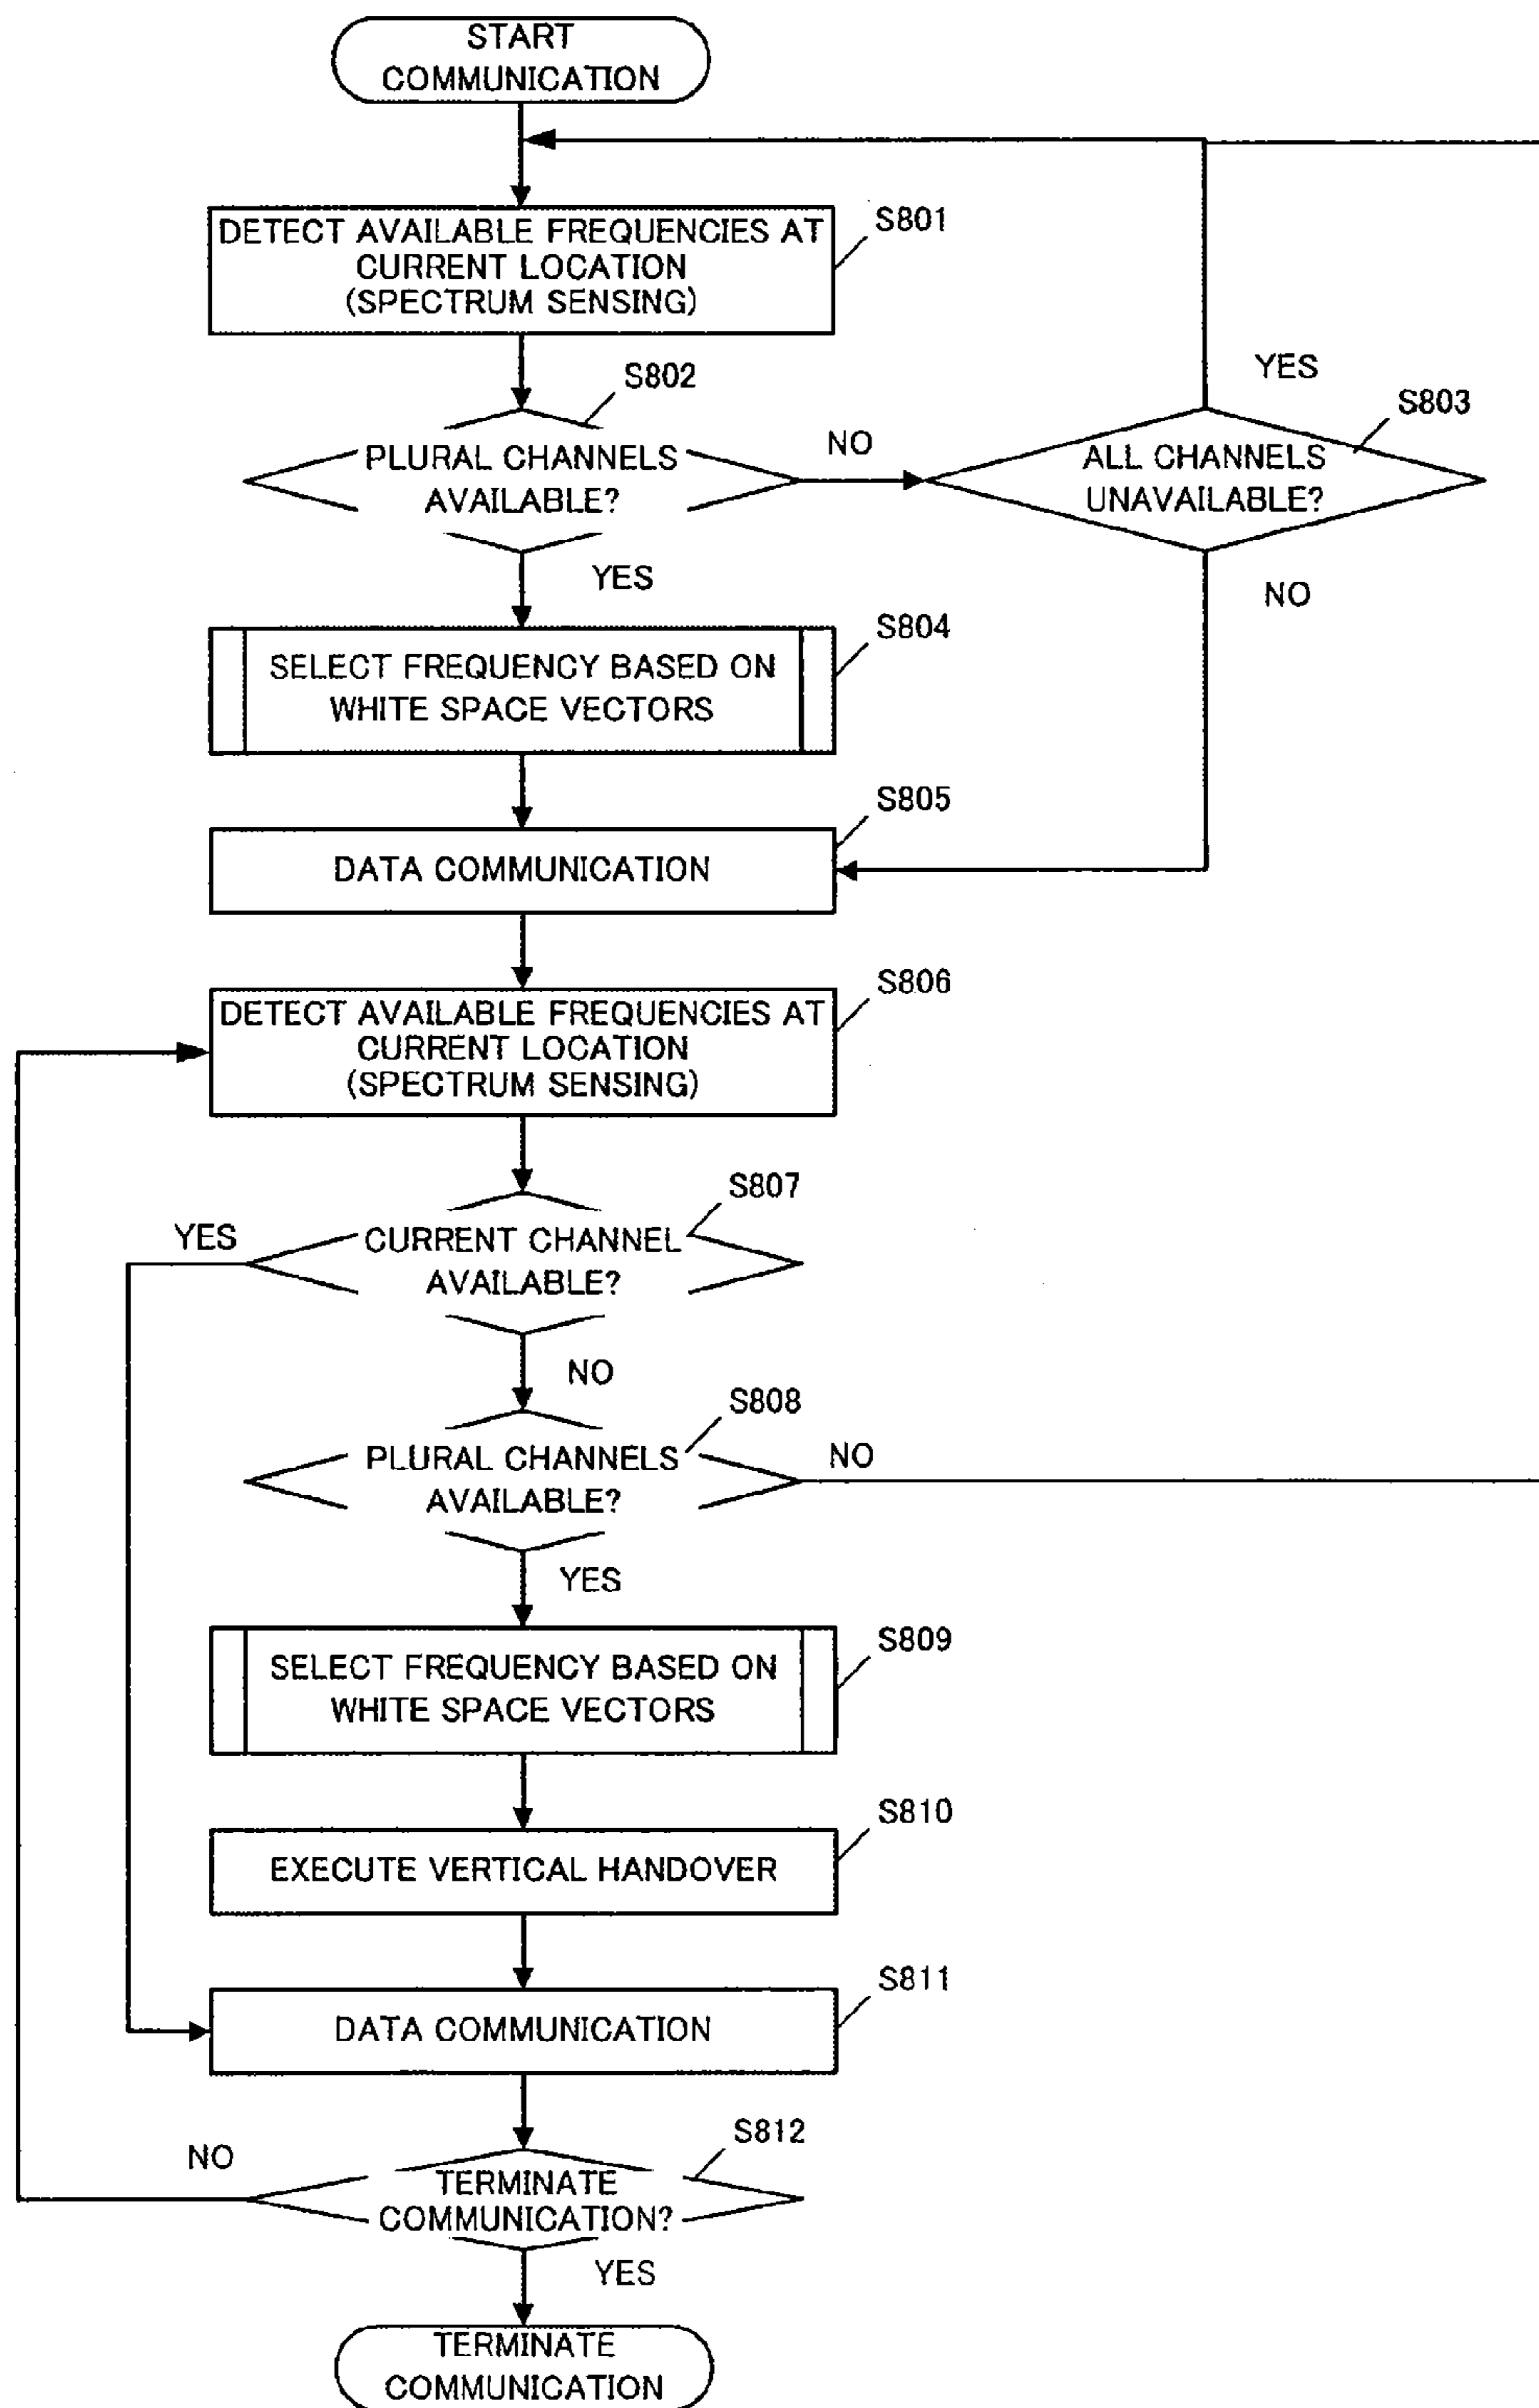 START
COMMUNICATION
DETECT AVAILABLE FREQUENCIES AT
CURRENT LOCATION
(SPECTRUM SENSING)
S801
S802
PLURAL CHANNELS
AVAILABLE?
NO
YES
YES
S803
ALL CHANNELS
UNAVAILABLE?
NO
S804
SELECT FREQUENCY BASED ON
WHITE SPACE VECTORS
S805
DATA COMMUNICATION
S806
DETECT AVAILABLE FREQUENCIES AT
CURRENT LOCATION
(SPECTRUM SENSING)
S807
YES
CURRENT CHANNEL
AVAILABLE?
NO
S808
PLURAL CHANNELS
AVAILABLE?
NO
YES
S809
SELECT FREQUENCY BASED ON
WHITE SPACE VECTORS
S810
EXECUTE VERTICAL HANDOVER
S811
DATA COMMUNICATION
S812
NO
TERMINATE
COMMUNICATION?
YES
TERMINATE
COMMUNICATION